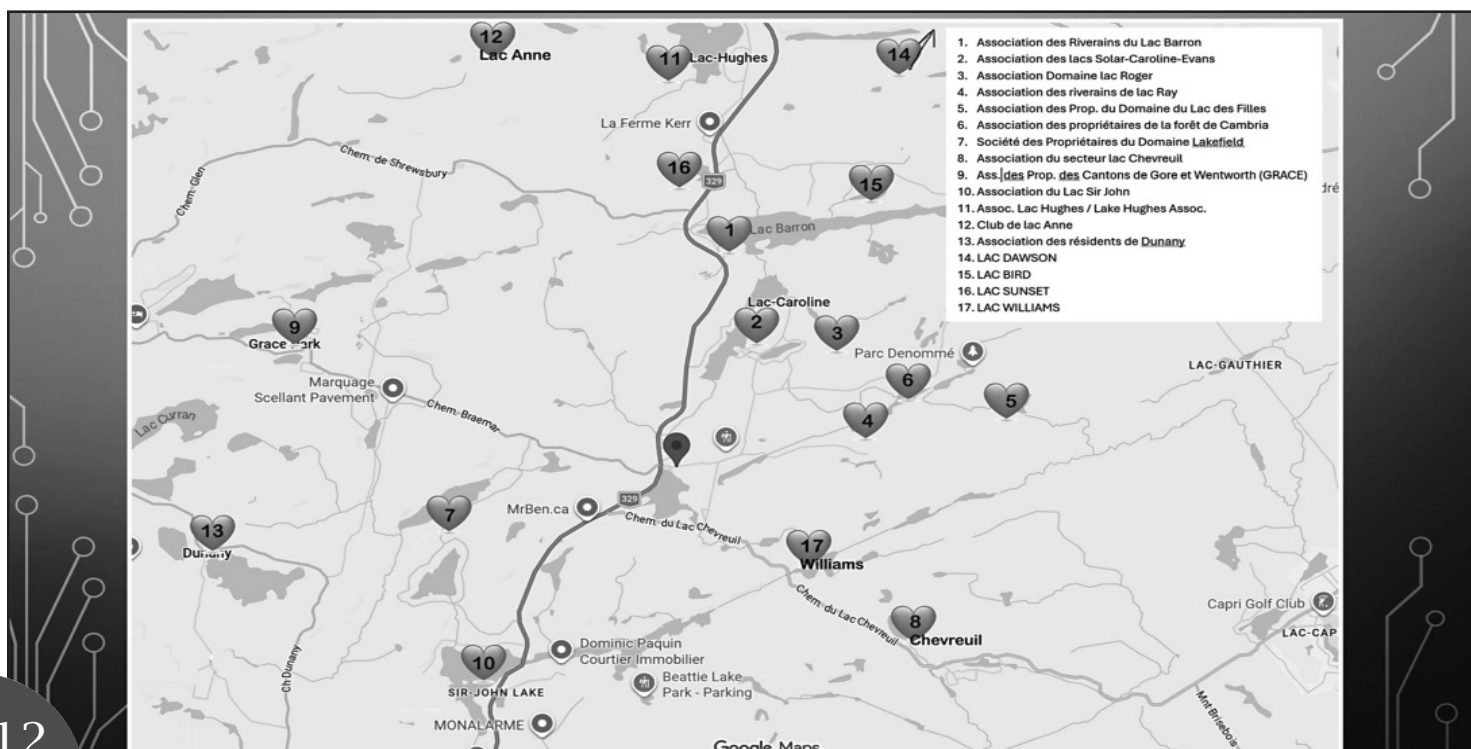 12
Lac Anne
11
Lac-Hughes
14
1. Association des Riverains du Lac Barron
2. Association des lacs Solar-Caroline-Evans
3. Association Domaine lac Roger
4. Association des riverains de lac Ray
5. Association des Prop. du Domaine du Lac des Filles
6. Association des propriétaires de la forêt de Cambria
7. Société des Propriétaires du Domaine Lakefield
8. Association du secteur lac Chevreuil
9. Ass. des Prop. des Cantons de Gore et Wentworth (GRACE)
10. Association du Lac Sir John
11. Assoc. Lac Hughes / Lake Hughes Assoc.
12. Club de lac Anne
13. Association des résidents de Dunany
14. LAC DAWSON
15. LAC BIRD
16. LAC SUNSET
17. LAC WILLIAMS
La Ferme Kerr
Chem. de Shrewsbury
Chem. Glen
16
329
15
dré
1
Lac Barron
Lac-Caroline
2
3
9
Grace Park
Parc Denommé
LAC-GAUTHIER
Marquage
Scellant Pavement
6
5
4
Lac Curran
Chem. Braemar
329
MrBen.ca
7
Chem. du Lac Chevreuil
13
Dunany
17
Williams
Chem. du Lac Chevreuil
8
Chevreuil
Capri Golf Club
LAC-CAP
Dominic Paquin
Courtier Immobilier
10
SIR-JOHN LAKE
Beattie Lake
Park - Parking
Ch Dunany
Mnt Brisebois
MONALARME
Google Maps
12